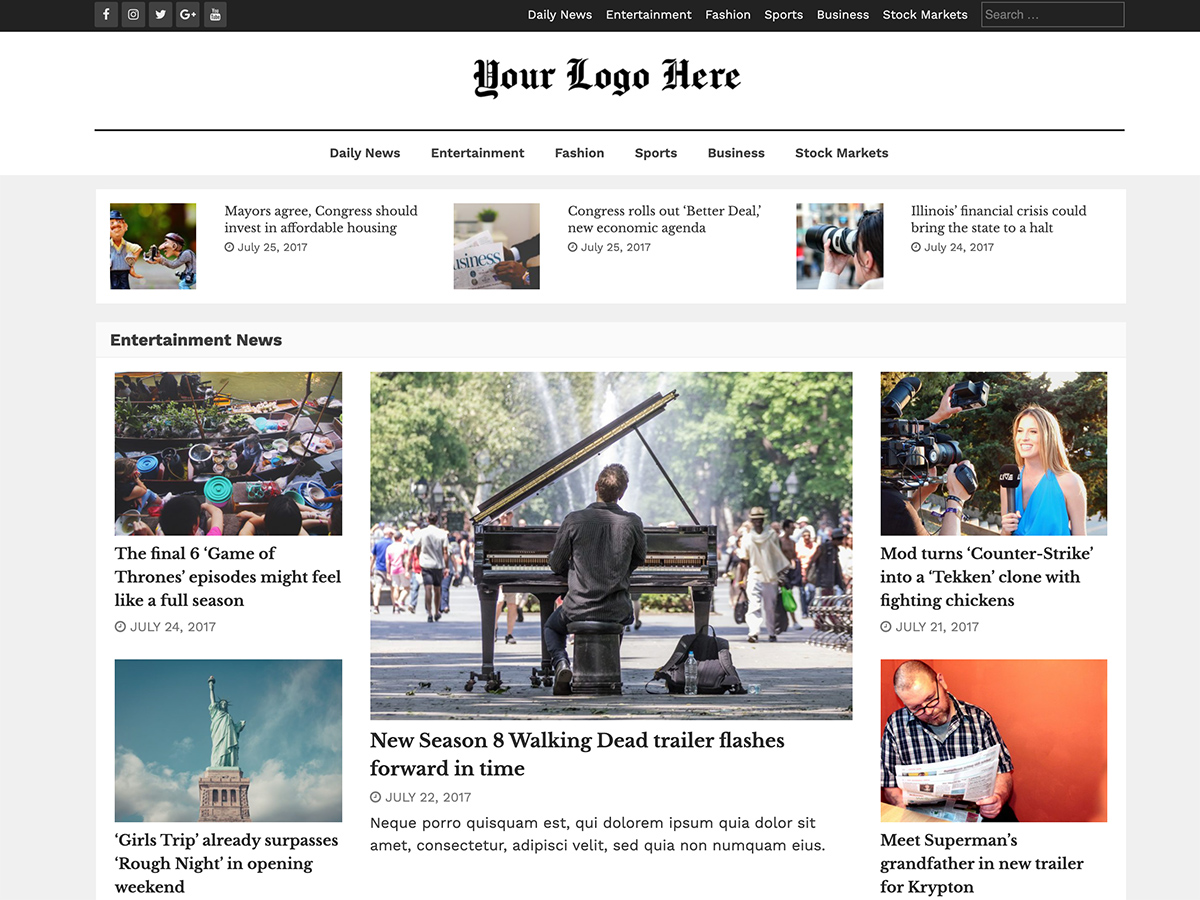 Daily News Entertainment Fashion Sports Business Stock Markets Search ...
Your Logo Here
Daily News Entertainment Fashion Sports Business Stock Markets
Mayors agree, Congress should
invest in affordable housing
July 25, 2017
Congress rolls out ‘Better Deal,’
new economic agenda
July 25, 2017
Illinois’ financial crisis could
bring the state to a halt
July 24, 2017
usiness
Entertainment News
The final 6 ‘Game of
Thrones’ episodes might feel
like a full season
JULY 24, 2017
‘Girls Trip’ already surpasses
‘Rough Night’ in opening
weekend
New Season 8 Walking Dead trailer flashes
forward in time
JULY 22, 2017
Neque porro quisquam est, qui dolorem ipsum quia dolor sit
amet, consectetur, adipisci velit, sed quia non numquam eius.
LIVE
Mod turns ‘Counter-Strike’
into a ‘Tekken’ clone with
fighting chickens
JULY 21, 2017
Meet Superman’s
grandfather in new trailer
for Krypton